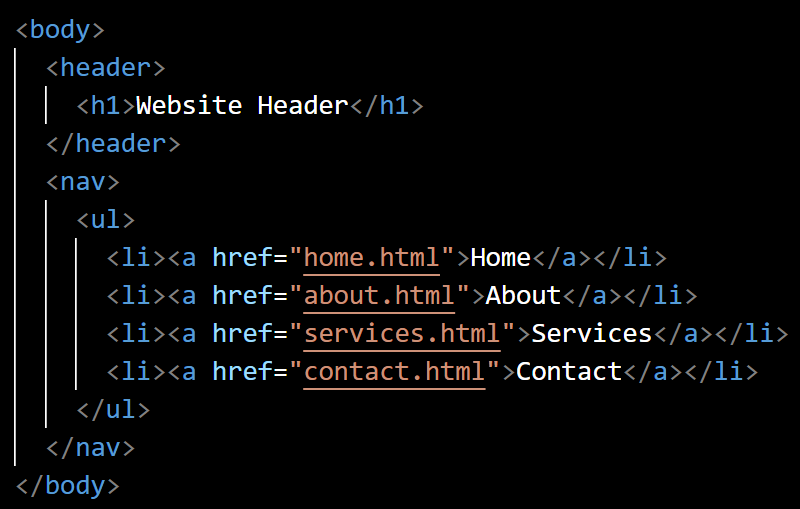 <body>
<header>
<h1>Website Header</h1>
</header>
<nav>
<ul>
<li><a href="home.html">Home</a></li>
<li><a href="about.html">About</a></li>
<li><a href="services.html">Services</a></li>
<li><a href="contact.html">Contact</a></li>
</ul>
</nav>
</body>